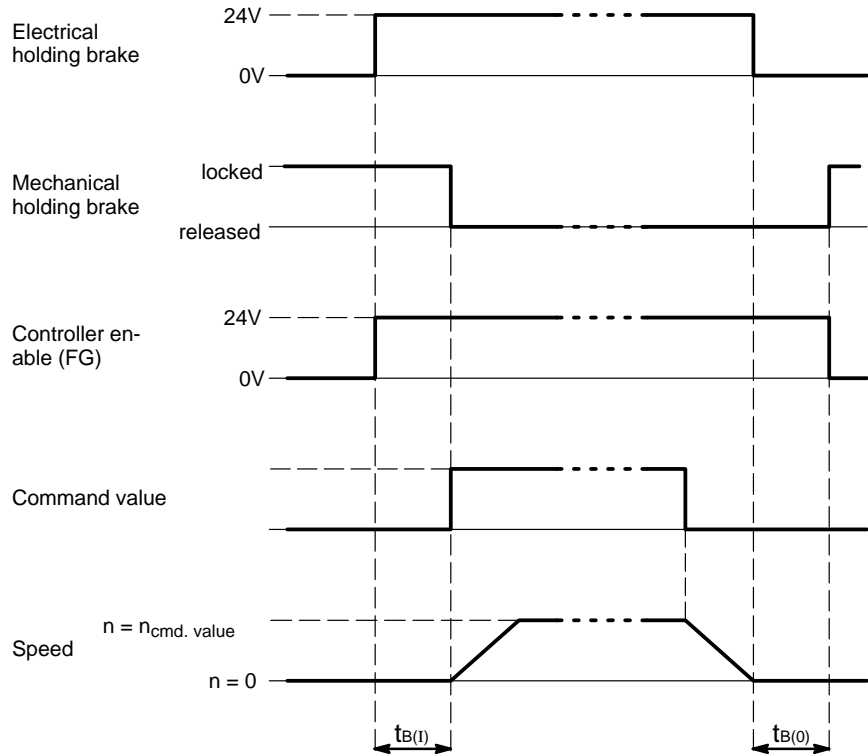 Electrical
holding brake
24V
0V
Mechanical
holding brake
locked
released
Controller en-
able (FG)
24V
0V
Command value
Speed
n = ncmd. value
n = 0
tB(I)
tB(0)